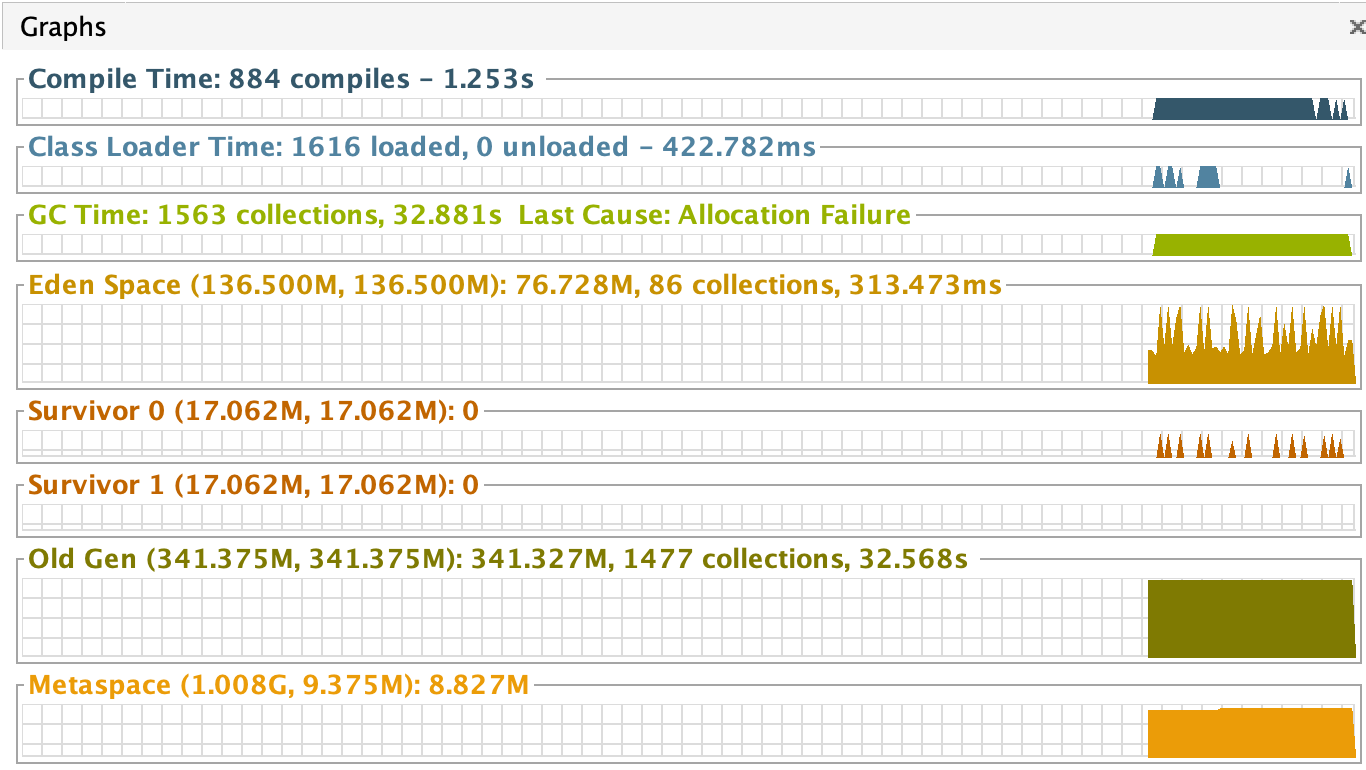 Graphs
Compile Time: 884 compiles – 1.253s
Class Loader Time: 1616 loaded, 0 unloaded – 422.782ms
GC Time: 1563 collections, 32.881s  Last Cause: Allocation Failure
Eden Space (136.500M, 136.500M): 76.728M, 86 collections, 313.473ms
Survivor 0 (17.062M, 17.062M): 0
Survivor 1 (17.062M, 17.062M): 0
Old Gen (341.375M, 341.375M): 341.327M, 1477 collections, 32.568s
Metaspace (1.008G, 9.375M): 8.827M